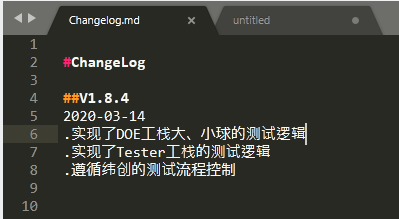 Changelog.md
untitled
1
2 #ChangeLog
3
4 ##V1.8.4
5 2020-03-14
6 .实现了DOE工栈大、小球的测试逻辑
7 .实现了Tester工栈的测试逻辑
8 .遵循纬创的测试流程控制
9
10